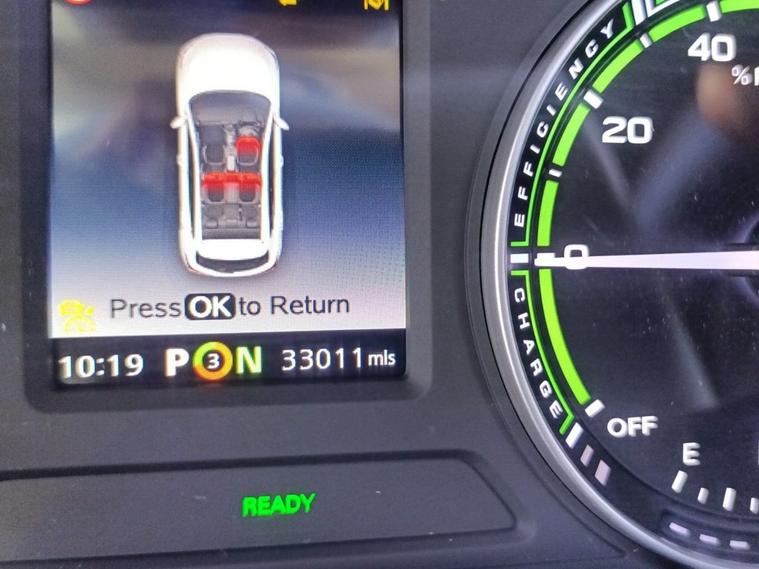 Press OK to Return
10:19 P 3 N 33011 mls
READY
EFFICIENCY
CHARGE
40
20
0
OFF
E